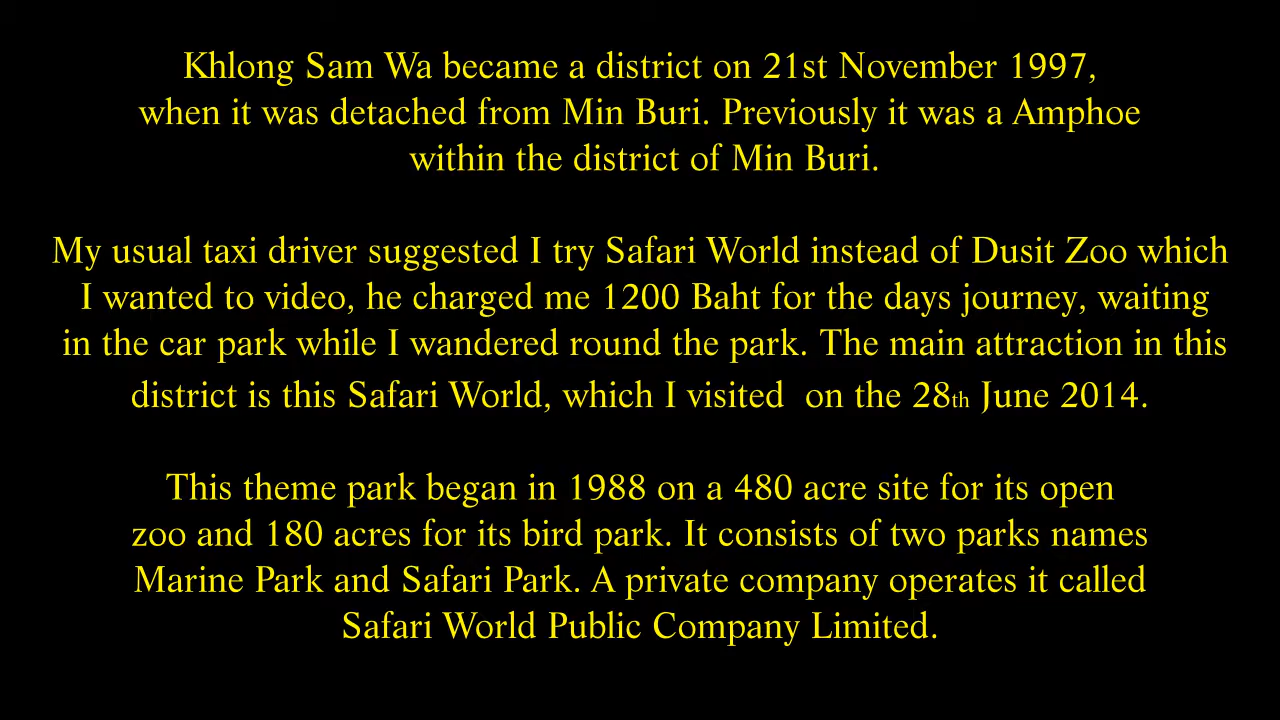 Khlong Sam Wa became a district on 21st November 1997,
when it was detached from Min Buri. Previously it was a Amphoe
within the district of Min Buri.
My usual taxi driver suggested I try Safari World instead of Dusit Zoo which
I wanted to video, he charged me 1200 Baht for the days journey, waiting
in the car park while I wandered round the park. The main attraction in this
district is this Safari World, which I visited  on the 28th June 2014.
This theme park began in 1988 on a 480 acre site for its open
zoo and 180 acres for its bird park. It consists of two parks names
Marine Park and Safari Park. A private company operates it called
Safari World Public Company Limited.